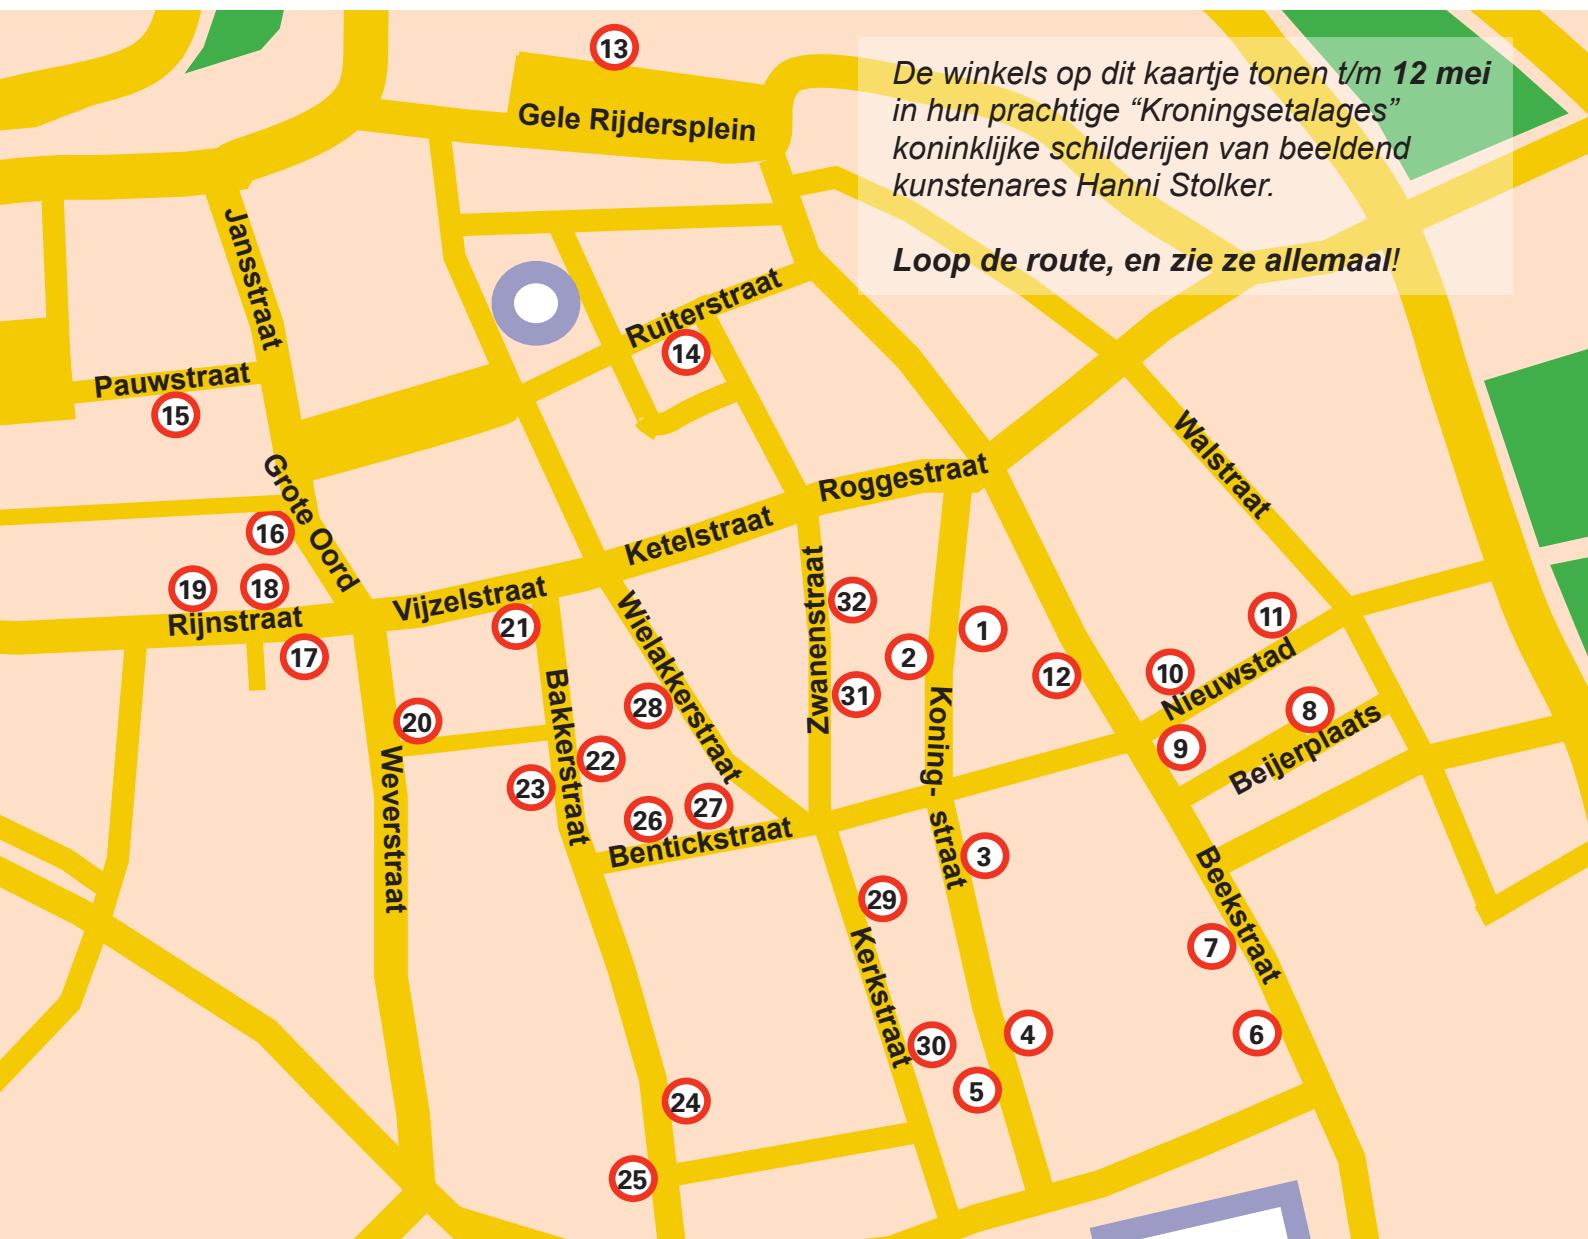 13
Gele Rijdersplein
De winkels op dit kaartje tonen t/m 12 mei
in hun prachtige “Kroningsetalages”
koninklijke schilderijen van beeldend
kunstenares Hanni Stolker.
Loop de route, en zie ze allemaal!
Jansstraat
Ruiterstraat
14
Pauwstraat
15
Grote Oord
16
Roggestraat
Walstraat
Ketelstraat
19
18
Vijzelstraat
Rijnstraat
17
21
Wielakkerstraat
Zwanenstraat
32
31
2
1
12
11
10
Nieuwstad
9
8
Beijerplaats
Bakkerstraat
28
20
22
23
27
26
Bentickstraat
Weverstraat
Koning-
straat
3
29
Kerkstraat
Beekstraat
7
6
4
30
5
24
25